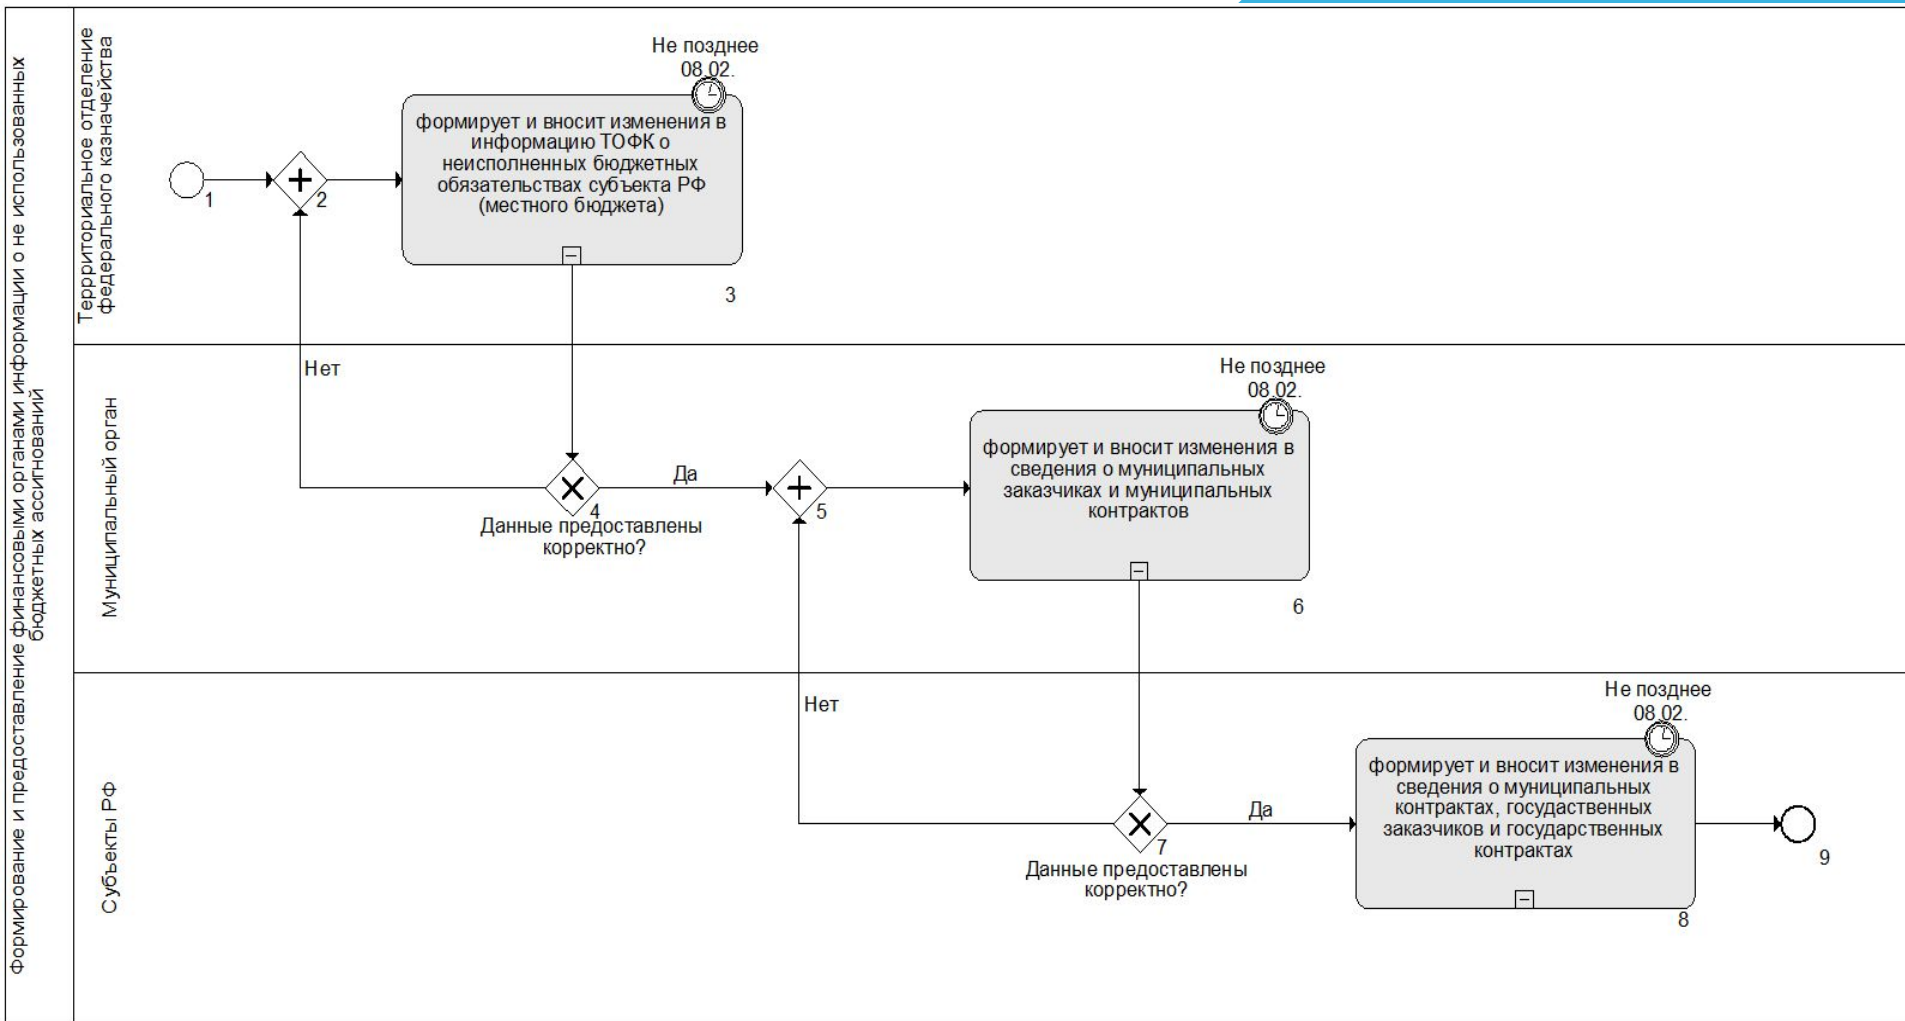 Формирование и предоставление финансовыми органами информации о не использованных
бюджетных ассигнований
Территориальное отделение
федерального казначейства
Не позднее
08.02.
формирует и вносит изменения в
информацию ТОФК о
неисполненных бюджетных
обязательствах субъекта РФ
(местного бюджета)
1
2
3
Муниципальный орган
Нет
Не позднее
08.02.
Да
4
Данные предоставлены
корректно?
5
формирует и вносит изменения в
сведения о муниципальных
заказчиках и муниципальных
контрактов
6
Субъекты РФ
Нет
Не позднее
08.02.
7
Данные предоставлены
корректно?
Да
формирует и вносит изменения в
сведения о муниципальных
контрактах, госудаственных
заказчиков и государственных
контрактах
8
9